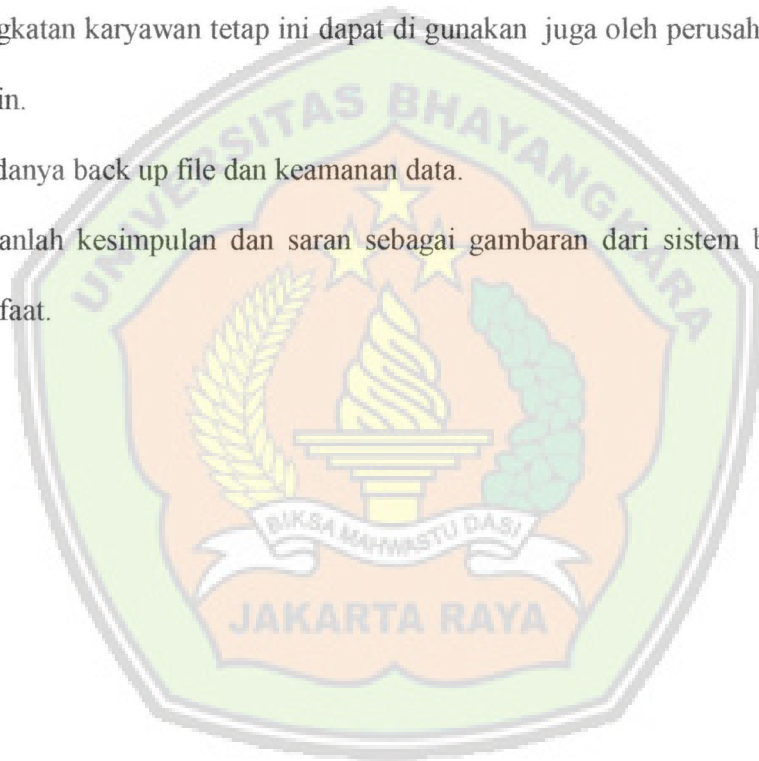 gkatan karyawan tetap ini dapat di gunakan juga oleh perusah
in.
danya back up file dan keamanan data.
anlah kesimpulan dan saran sebagai gambaran dari sistem b
faat.
UNIVERSITAS BHAYANGKARA
BIKSA MAHWASTU DASI
JAKARTA RAYA